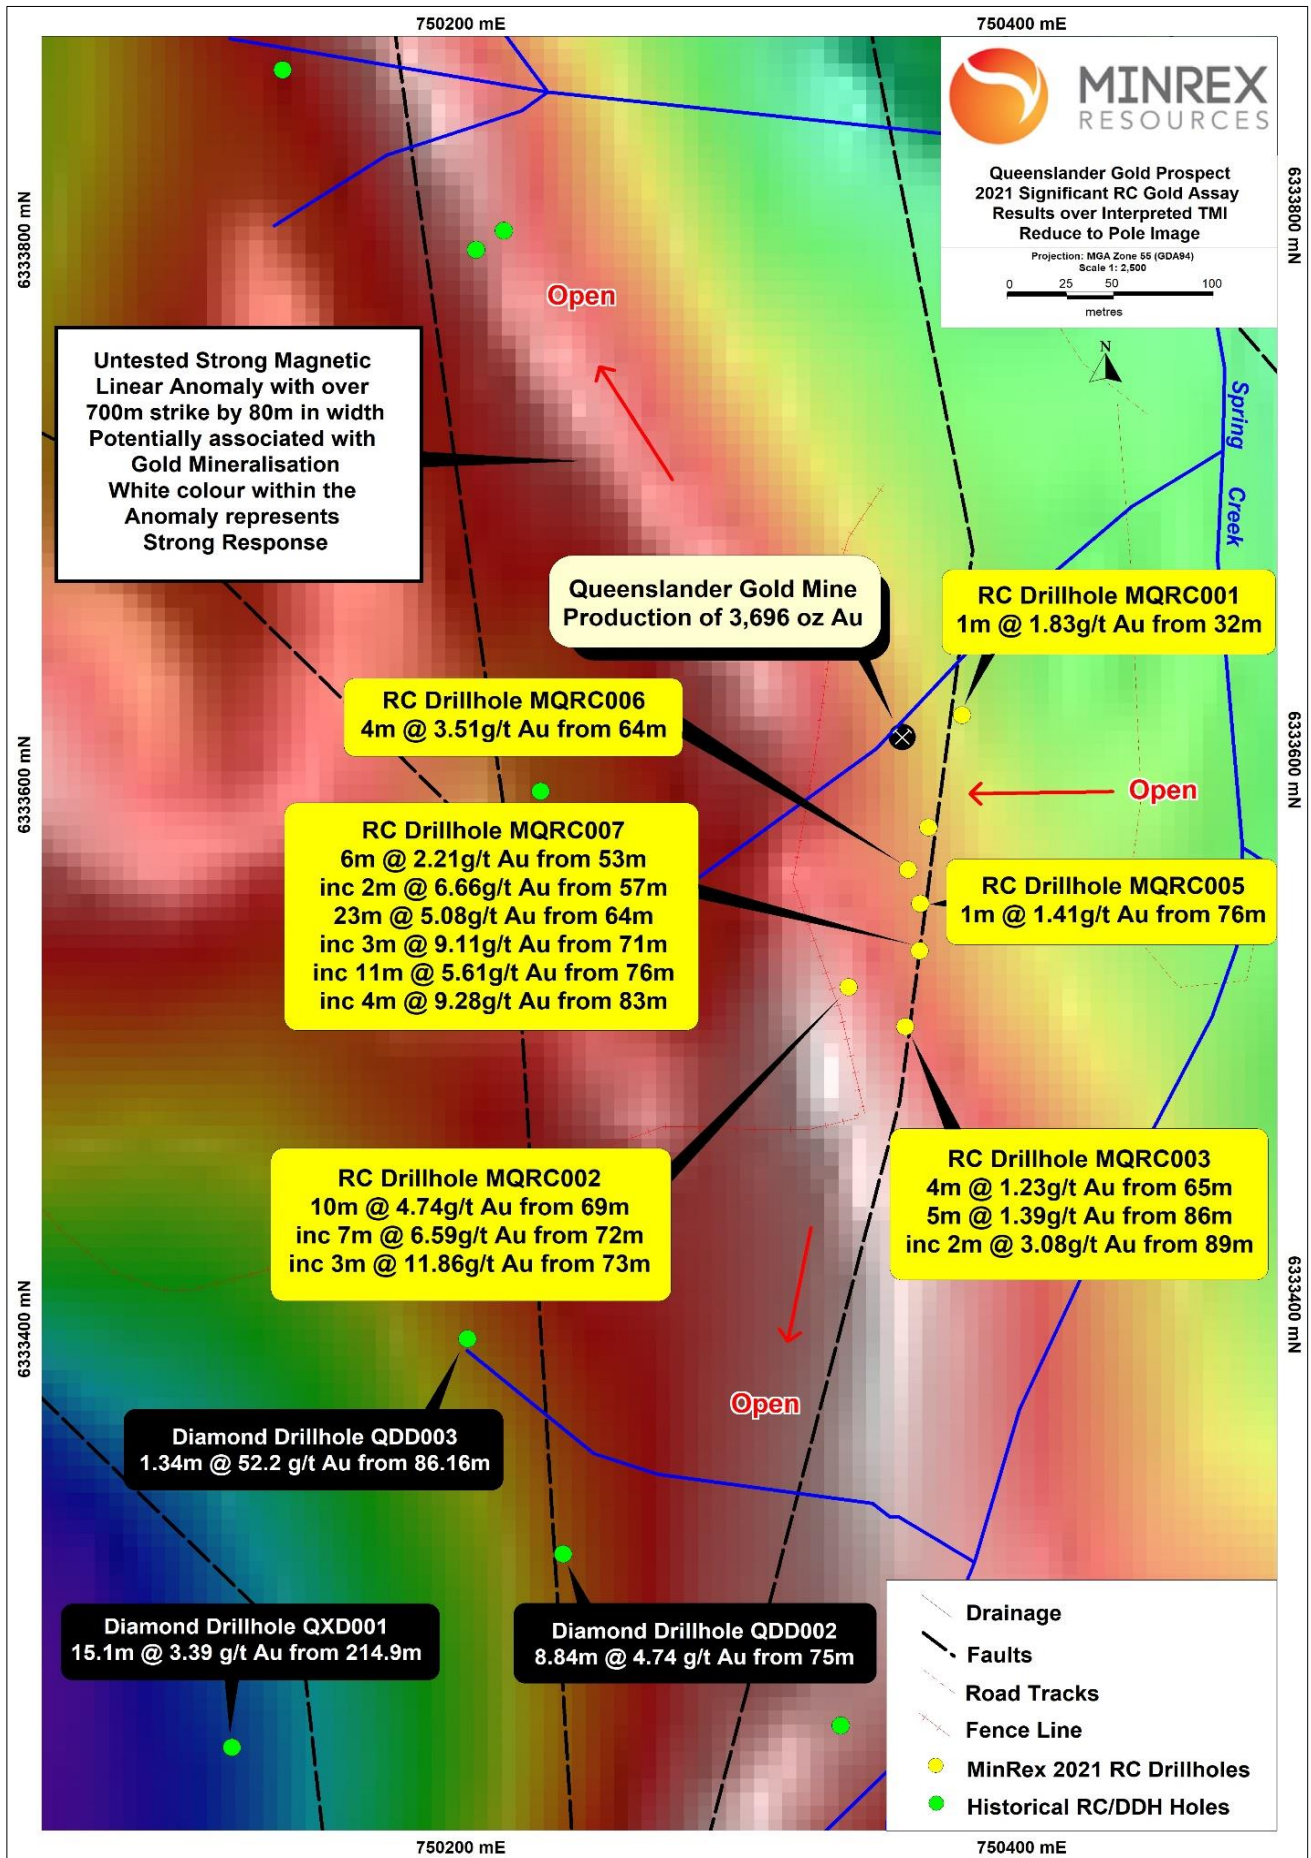 750200 mE
750400 mE
MINREX
RESOURCES
Queenslander Gold Prospect
2021 Significant RC Gold Assay
Results over Interpreted TMI
Reduce to Pole Image
Projection: MGA Zone 55 (GDA94)
Scale 1: 2,500
0 25 50 100
metres
N
6333800 mN
6333800 mN
Open
Untested Strong Magnetic
Linear Anomaly with over
700m strike by 80m in width
Potentially associated with
Gold Mineralisation
White colour within the
Anomaly represents
Strong Response
Spring
Creek
Queenslander Gold Mine
Production of 3,696 oz Au
RC Drillhole MQRC001
1m @ 1.83g/t Au from 32m
RC Drillhole MQRC006
4m @ 3.51g/t Au from 64m
6333600 mN
6333600 mN
Open
RC Drillhole MQRC007
6m @ 2.21g/t Au from 53m
inc 2m @ 6.66g/t Au from 57m
23m @ 5.08g/t Au from 64m
inc 3m @ 9.11g/t Au from 71m
inc 11m @ 5.61g/t Au from 76m
inc 4m @ 9.28g/t Au from 83m
RC Drillhole MQRC005
1m @ 1.41g/t Au from 76m
RC Drillhole MQRC002
10m @ 4.74g/t Au from 69m
inc 7m @ 6.59g/t Au from 72m
inc 3m @ 11.86g/t Au from 73m
RC Drillhole MQRC003
4m @ 1.23g/t Au from 65m
5m @ 1.39g/t Au from 86m
inc 2m @ 3.08g/t Au from 89m
6333400 mN
6333400 mN
Open
Diamond Drillhole QDD003
1.34m @ 52.2 g/t Au from 86.16m
Diamond Drillhole QXD001
15.1m @ 3.39 g/t Au from 214.9m
Diamond Drillhole QDD002
8.84m @ 4.74 g/t Au from 75m
Drainage
Faults
Road Tracks
Fence Line
MinRex 2021 RC Drillholes
Historical RC/DDH Holes
750200 mE
750400 mE